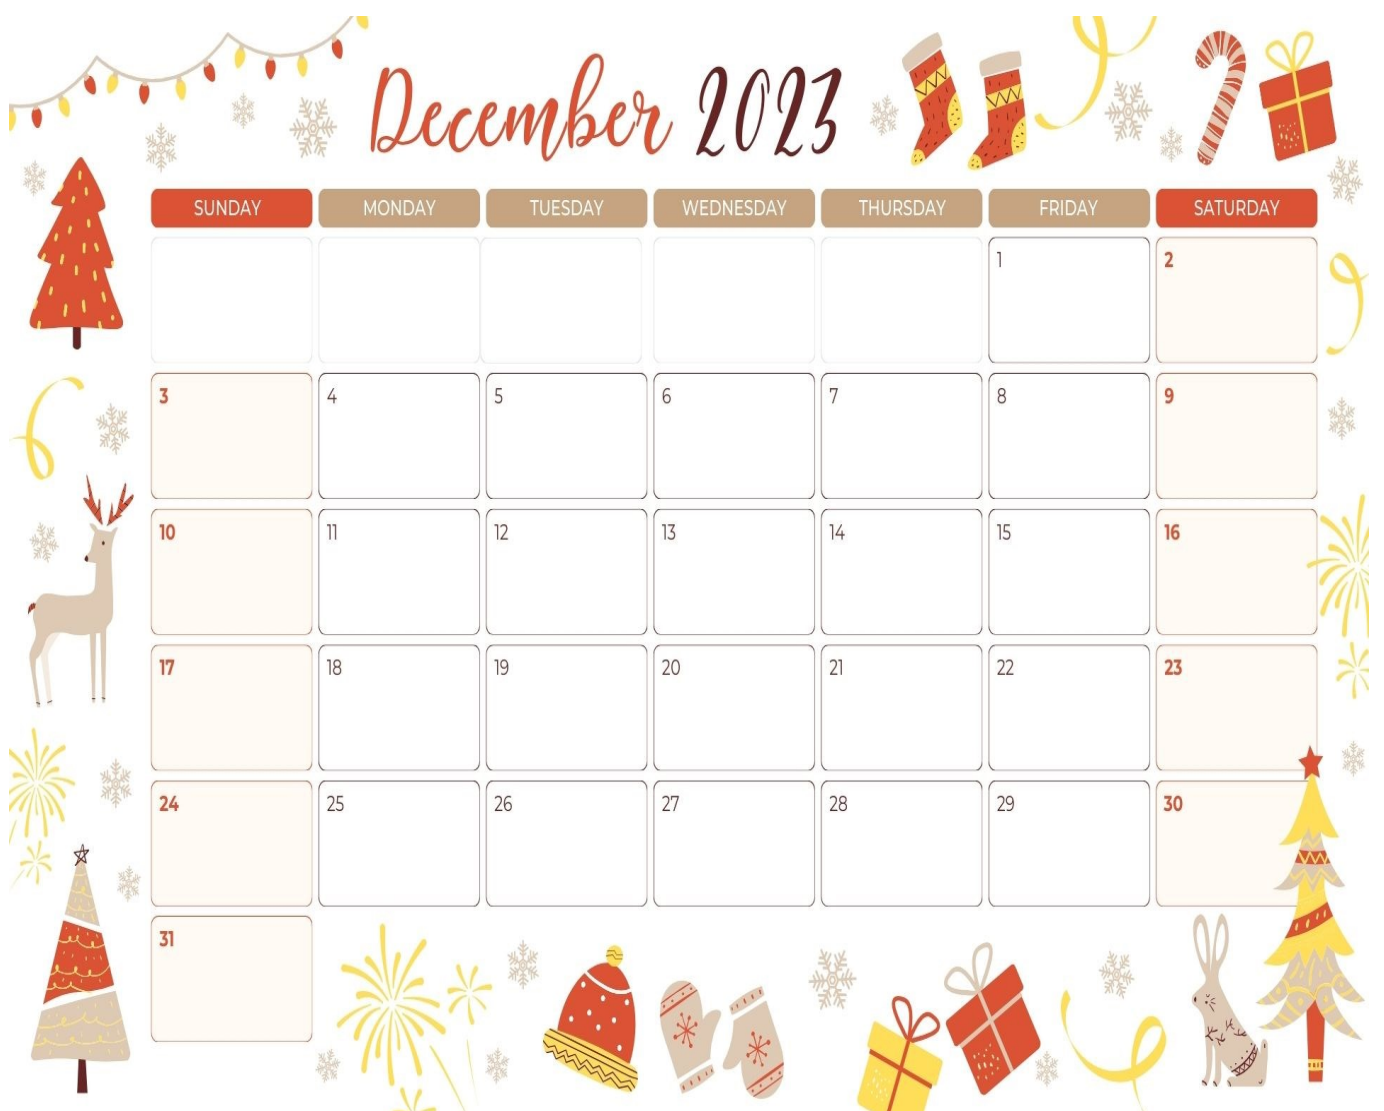 December 2023
SUNDAY MONDAY TUESDAY WEDNESDAY THURSDAY FRIDAY SATURDAY
1 2
3 4 5 6 7 8 9
10 11 12 13 14 15 16
17 18 19 20 21 22 23
24 25 26 27 28 29 30
31